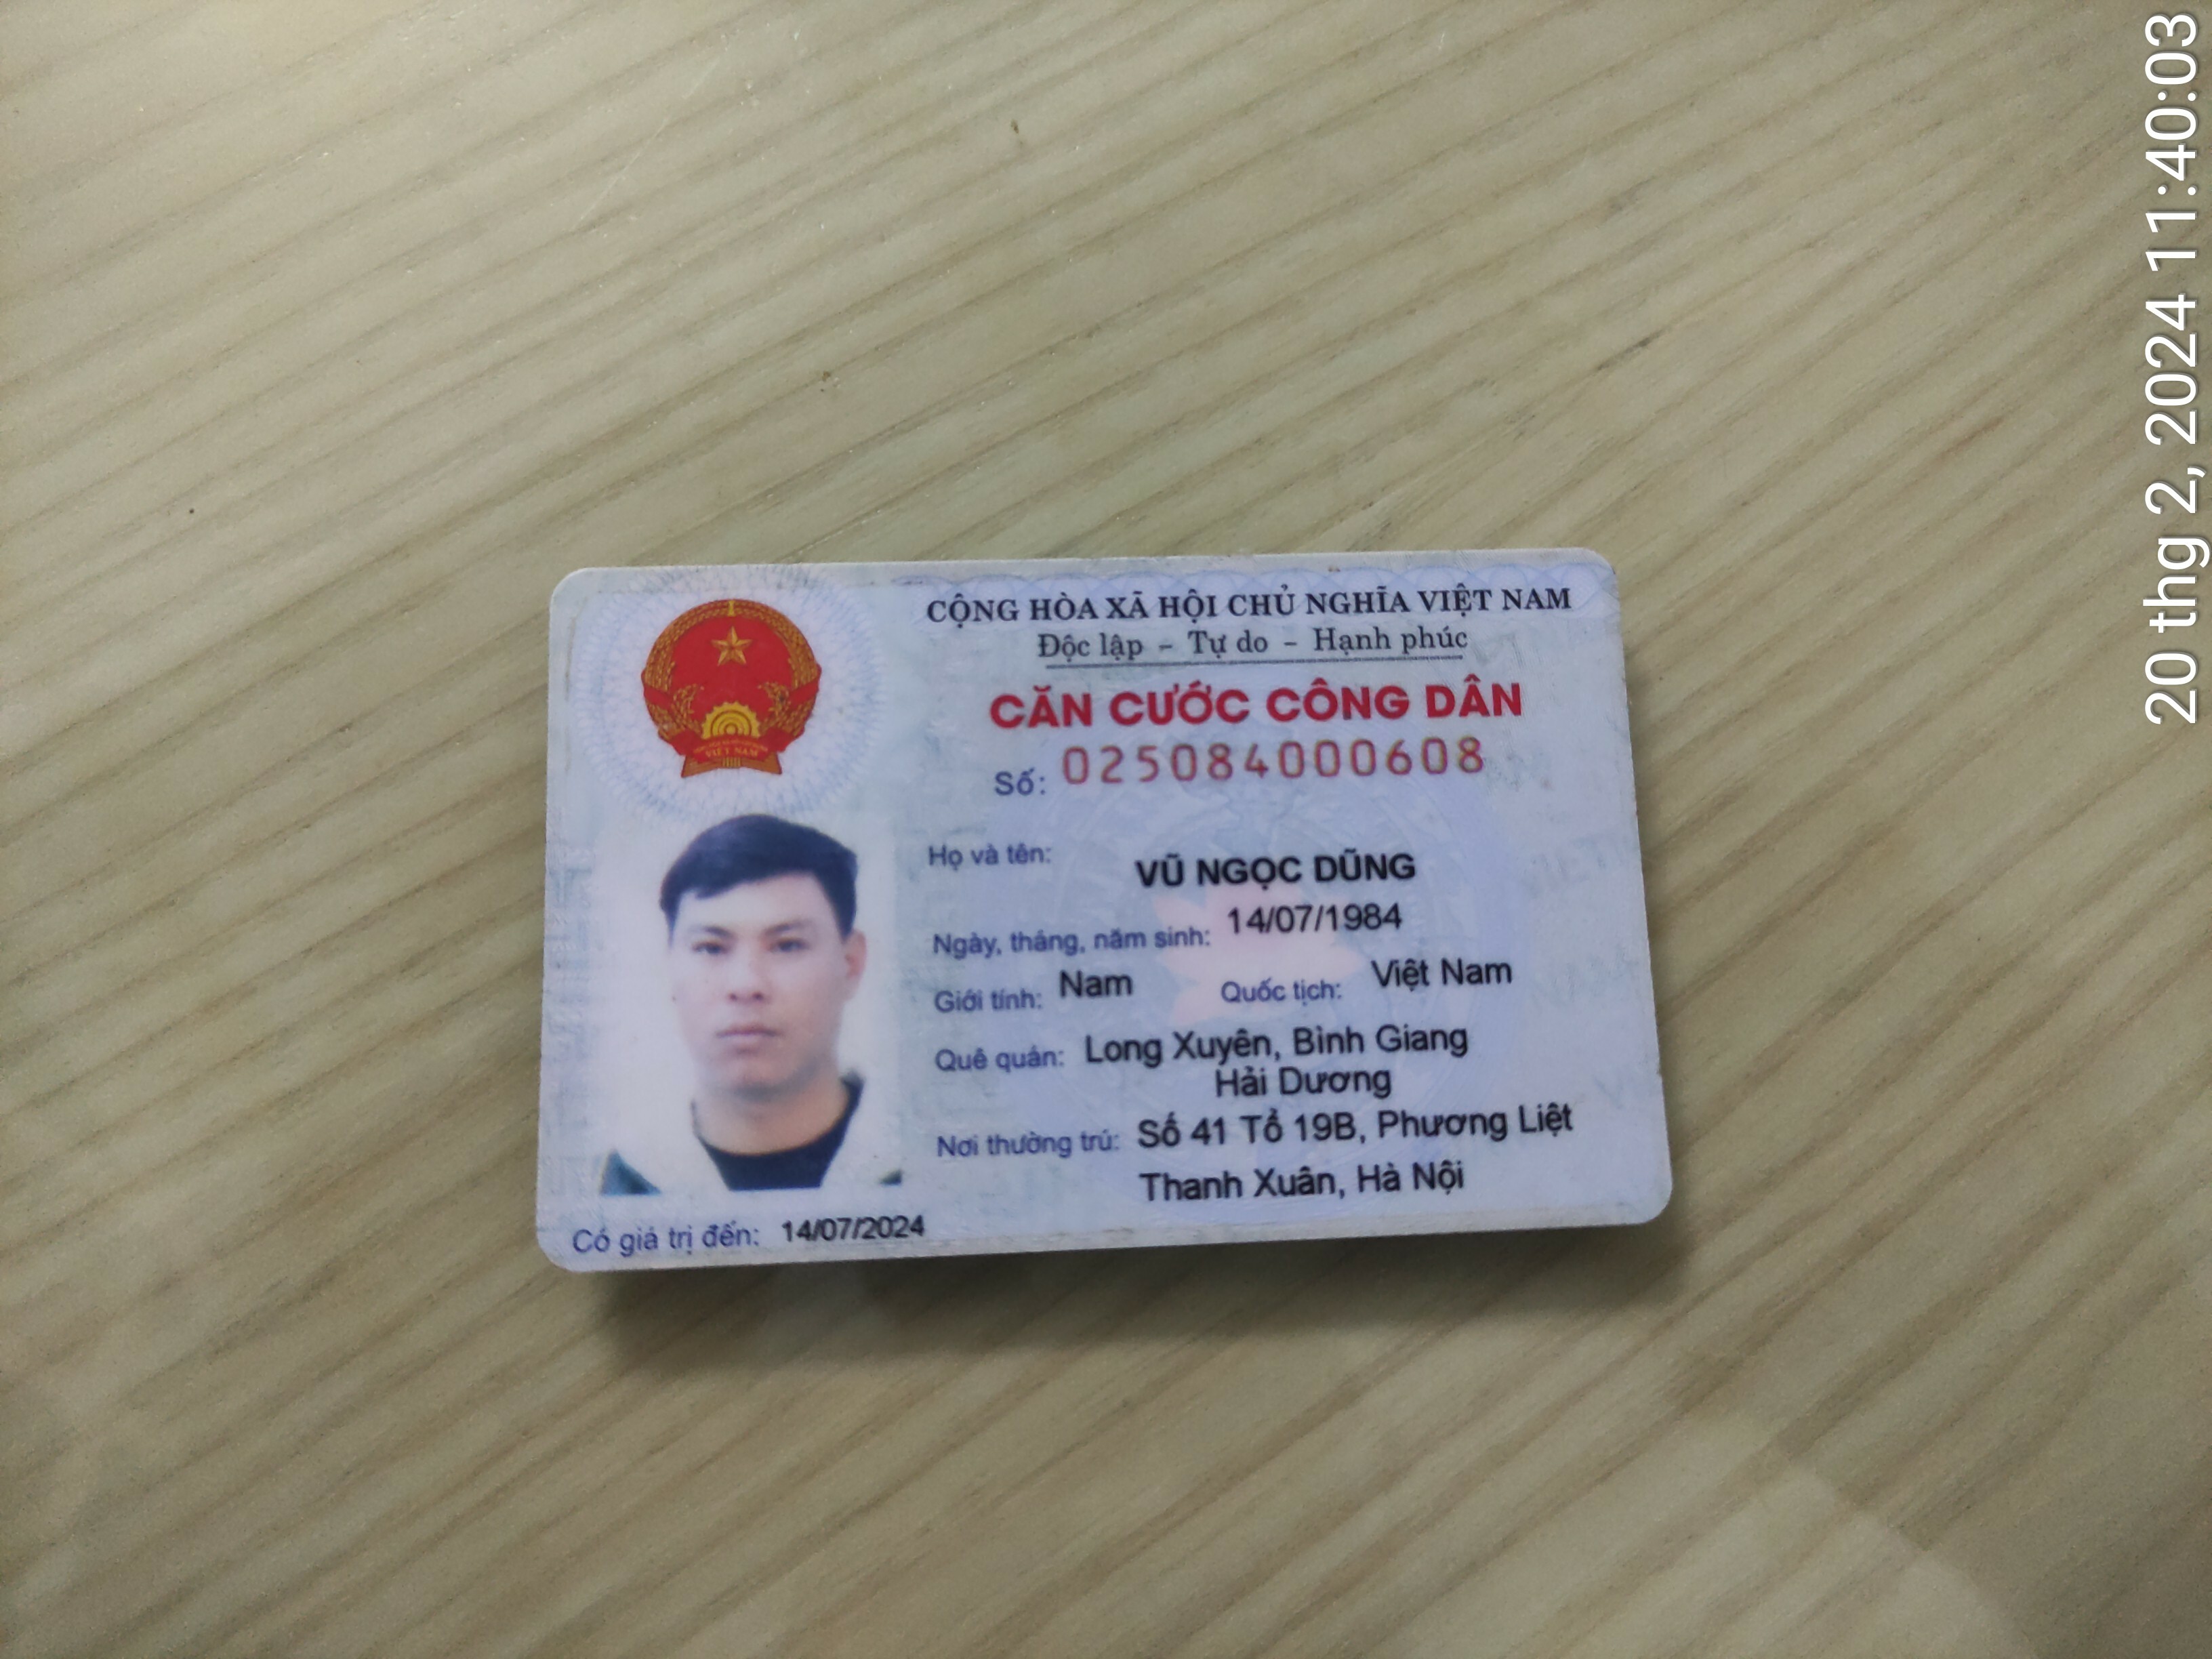 CỘNG HÒA XÃ HỘI CHỦ NGHĨA VIỆT NAM
Độc lập - Tự do - Hạnh phúc
CĂN CƯỚC CÔNG DÂN
Số: 025084000608
Họ và tên: VŨ NGỌC DŨNG
Ngày, tháng, năm sinh: 14/07/1984
Giới tính: Nam Quốc tịch: Việt Nam
Quê quán: Long Xuyên, Bình Giang
Hải Dương
Nơi thường trú: Số 41 Tổ 19B, Phương Liệt
Thanh Xuân, Hà Nội
Có giá trị đến: 14/07/2024
VIỆT NAM
20 thg 2, 2024 11:40:03